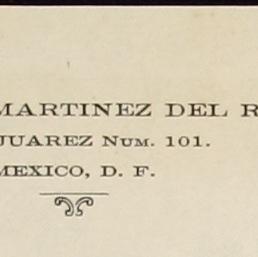 MARTINEZ DEL R
JUAREZ NUM. 101.
MEXICO, D. F.